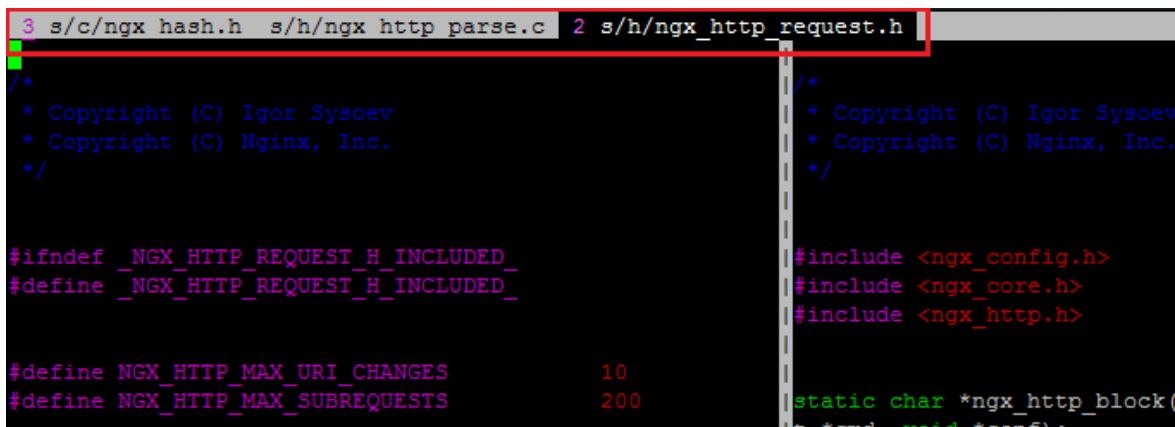 3 s/c/ngx_hash.h s/h/ngx_http_parse.c 2 s/h/ngx_http_request.h
/*
 * Copyright (C) Igor Sysoev
 * Copyright (C) Nginx, Inc.
 */
#ifndef _NGX_HTTP_REQUEST_H_INCLUDED_
#define _NGX_HTTP_REQUEST_H_INCLUDED_
#define NGX_HTTP_MAX_URI_CHANGES 10
#define NGX_HTTP_MAX_SUBREQUESTS 200
/*
 * Copyright (C) Igor Sysoev
 * Copyright (C) Nginx, Inc.
 */
#include <ngx_config.h>
#include <ngx_core.h>
#include <ngx_http.h>
static char *ngx_http_block(